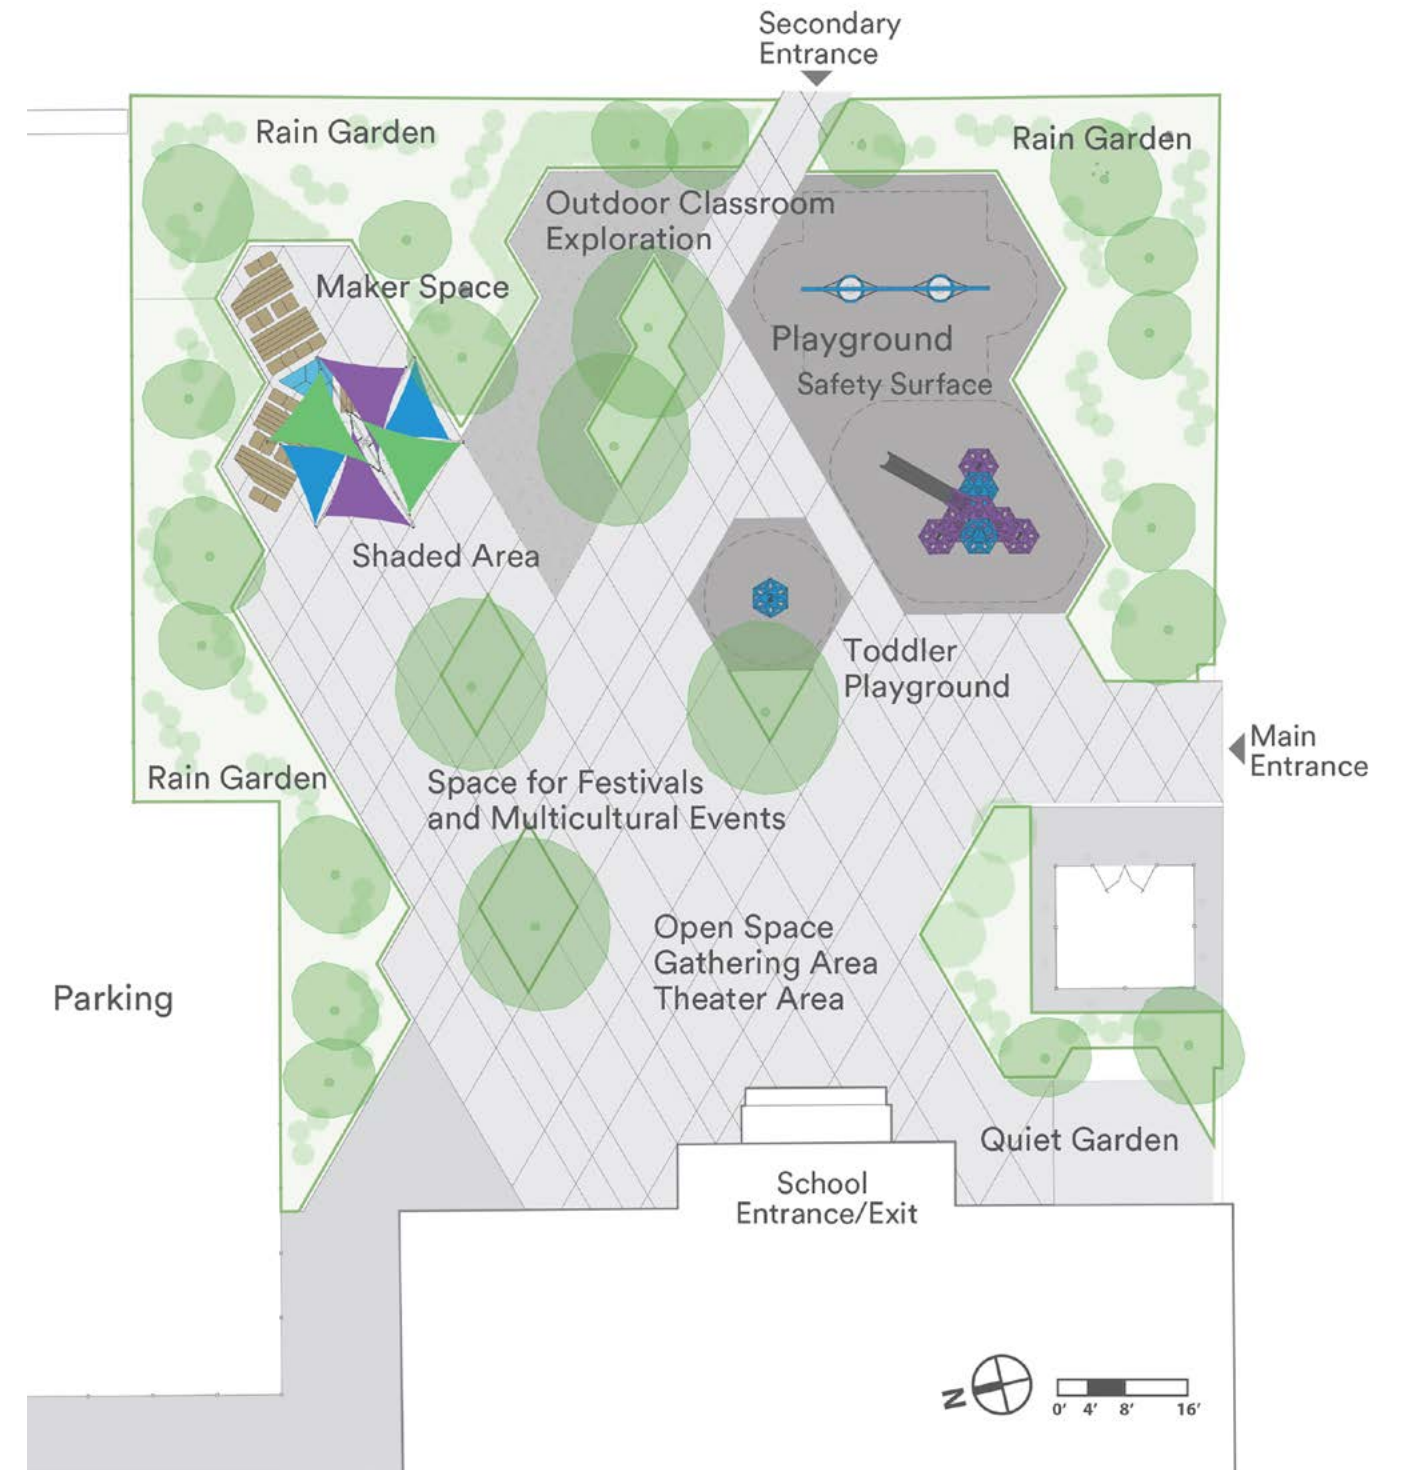 Secondary
Entrance
Rain Garden
Rain Garden
Outdoor Classroom
Exploration
Maker Space
Playground
Safety Surface
Shaded Area
Toddler
Playground
Main
Entrance
Rain Garden
Space for Festivals
and Multicultural Events
Open Space
Gathering Area
Theater Area
Parking
Quiet Garden
School
Entrance/Exit
N
0' 4' 8' 16'